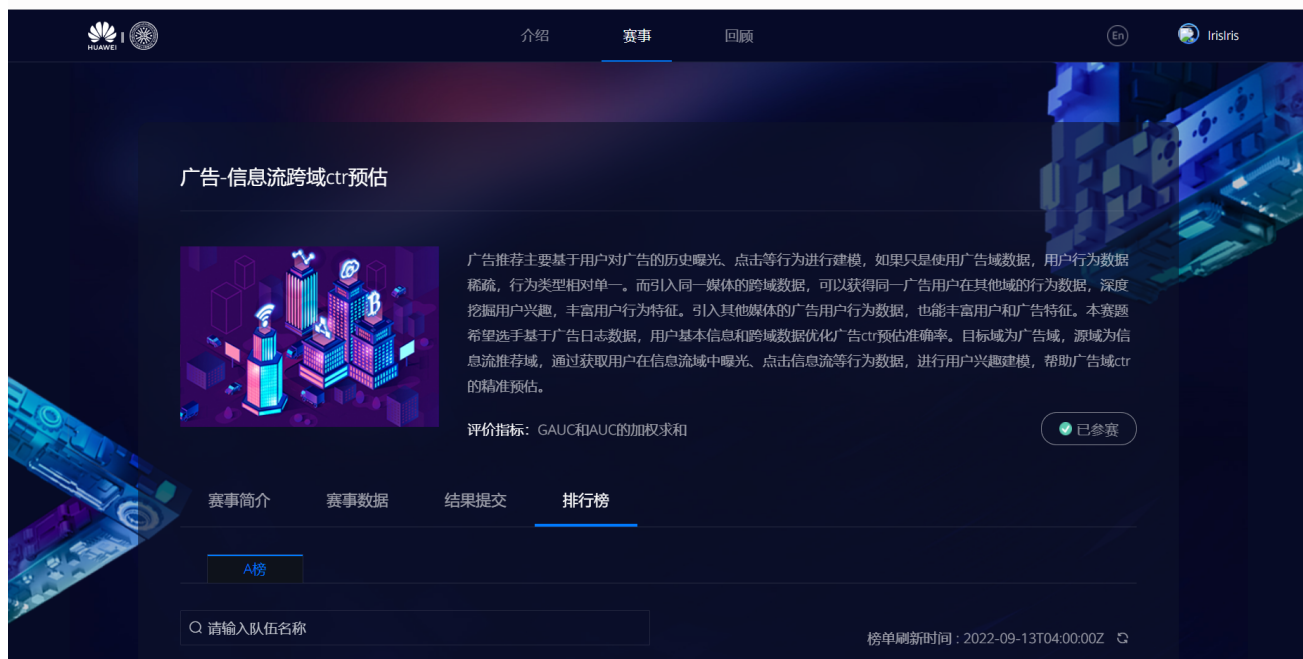 HUAWEI
介绍
赛事
回顾
En
IrisIris
广告-信息流跨域ctr预估
广告推荐主要基于用户对广告的历史曝光、点击等行为进行建模，如果只是使用广告域数据，用户行为数据
稀疏，行为类型相对单一。而引入同一媒体的跨域数据，可以获得同一广告用户在其他域的行为数据，深度
挖掘用户兴趣，丰富用户行为特征。引入其他媒体的广告用户行为数据，也能丰富用户和广告特征。本赛题
希望选手基于广告日志数据，用户基本信息和跨域数据优化广告ctr预估准确率。目标域为广告域，源域为信
息流推荐域，通过获取用户在信息流域中曝光、点击信息流等行为数据，进行用户兴趣建模，帮助广告域ctr
的精准预估。
评价指标：GAUC和AUC的加权求和
已参赛
赛事简介
赛事数据
结果提交
排行榜
A榜
请输入队伍名称
榜单刷新时间 : 2022-09-13T04:00:00Z